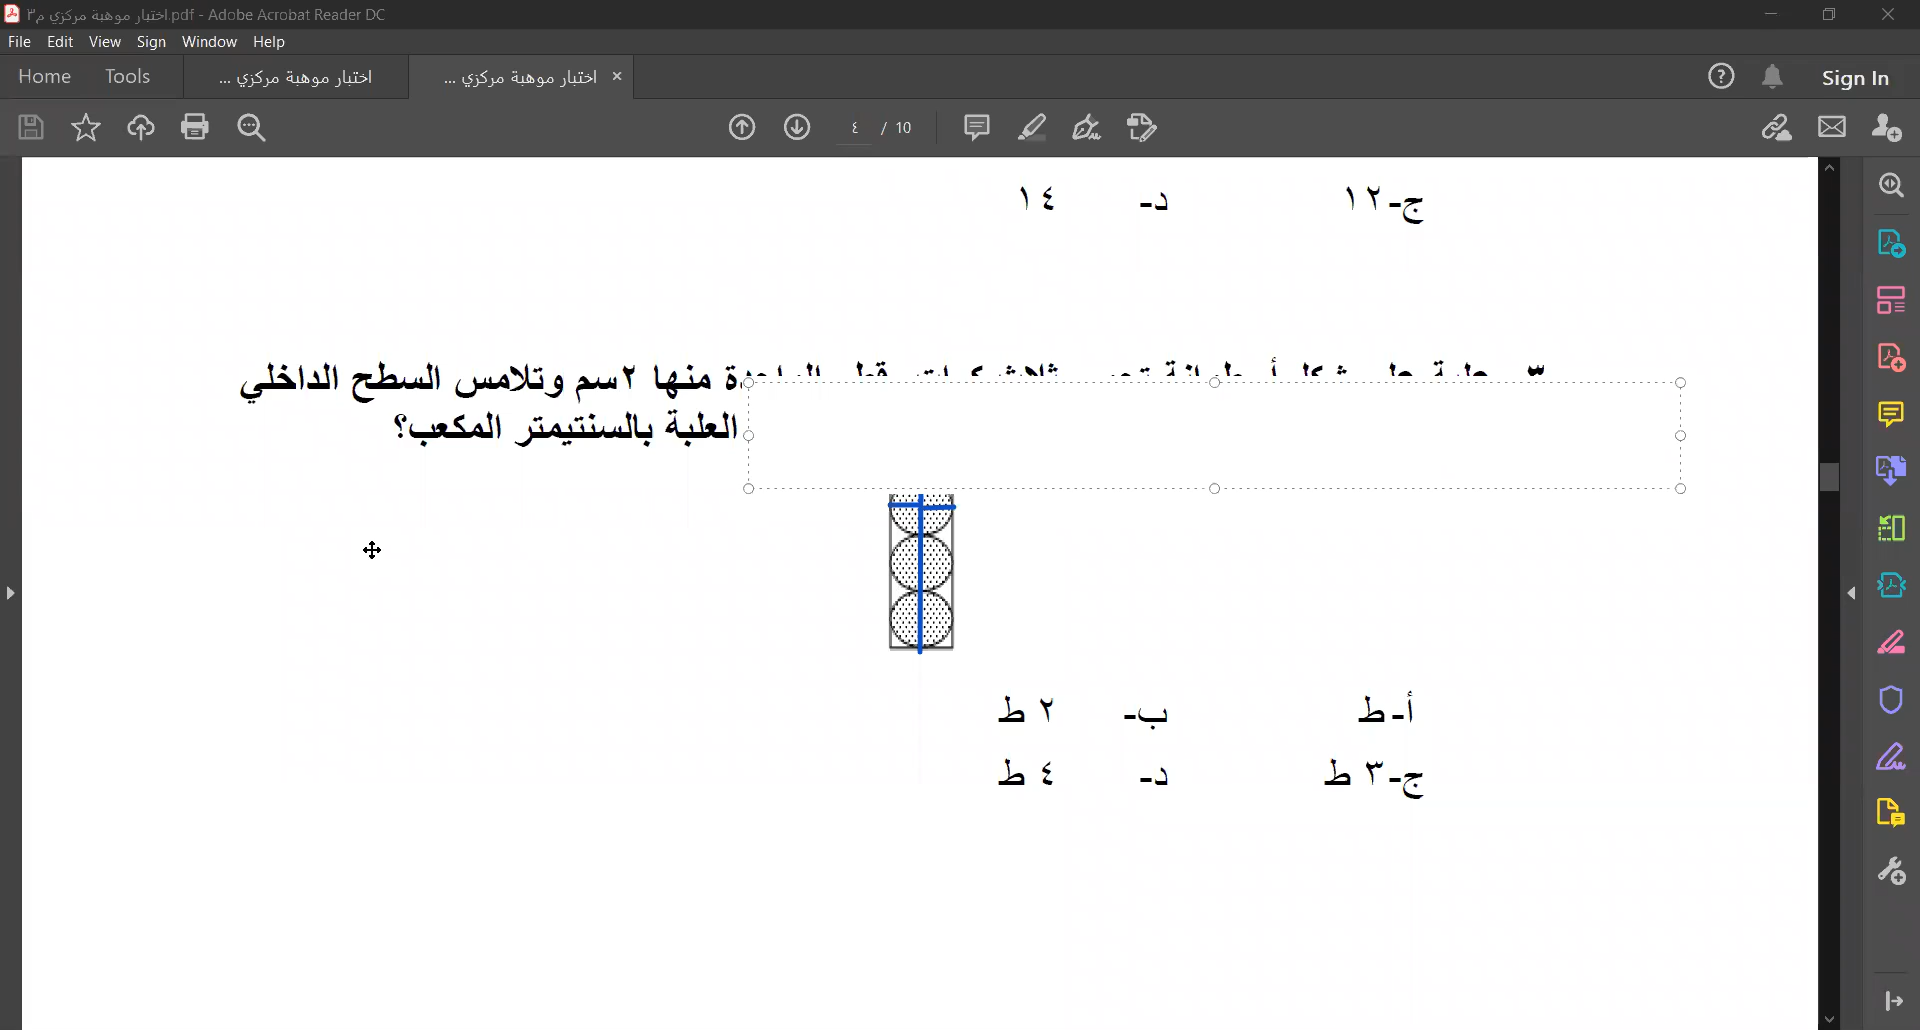 اختبار موهبة مركزي م٣.pdf - Adobe Acrobat Reader DC
File Edit View Sign Window Help
Home Tools اختبار موهبة مركزي ... اختبار موهبة مركزي ... × Sign In
٤ / 10
ج- ١٢ د- ١٤
منها ٢سم وتلامس السطح الداخلي
العلبة بالسنتيمتر المكعب؟
أ- ط ب- ٢ ط
ج- ٣ ط د- ٤ ط